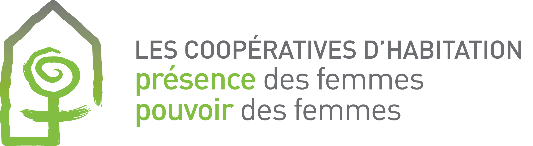 LES COOPÉRATIVES D'HABITATION
présence des femmes
pouvoir des femmes